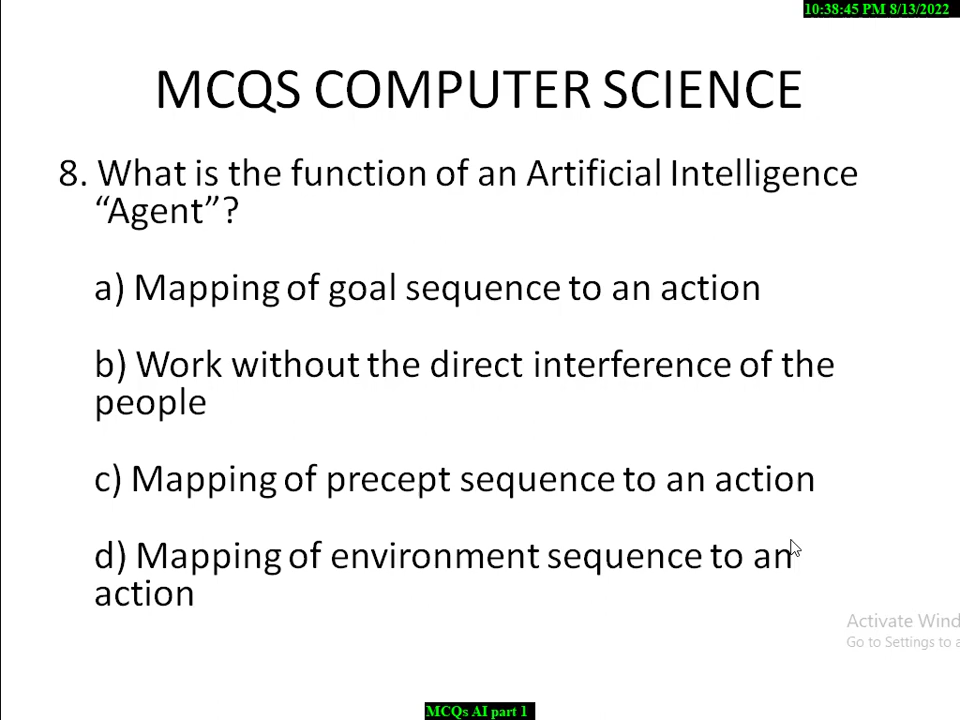 10:38:45 PM 8/13/2022
MCQS COMPUTER SCIENCE
8. What is the function of an Artificial Intelligence
“Agent”?
a) Mapping of goal sequence to an action
b) Work without the direct interference of the
people
c) Mapping of precept sequence to an action
d) Mapping of environment sequence to an
action
Activate Wind
Go to Settings to a
MCQs AI part 1